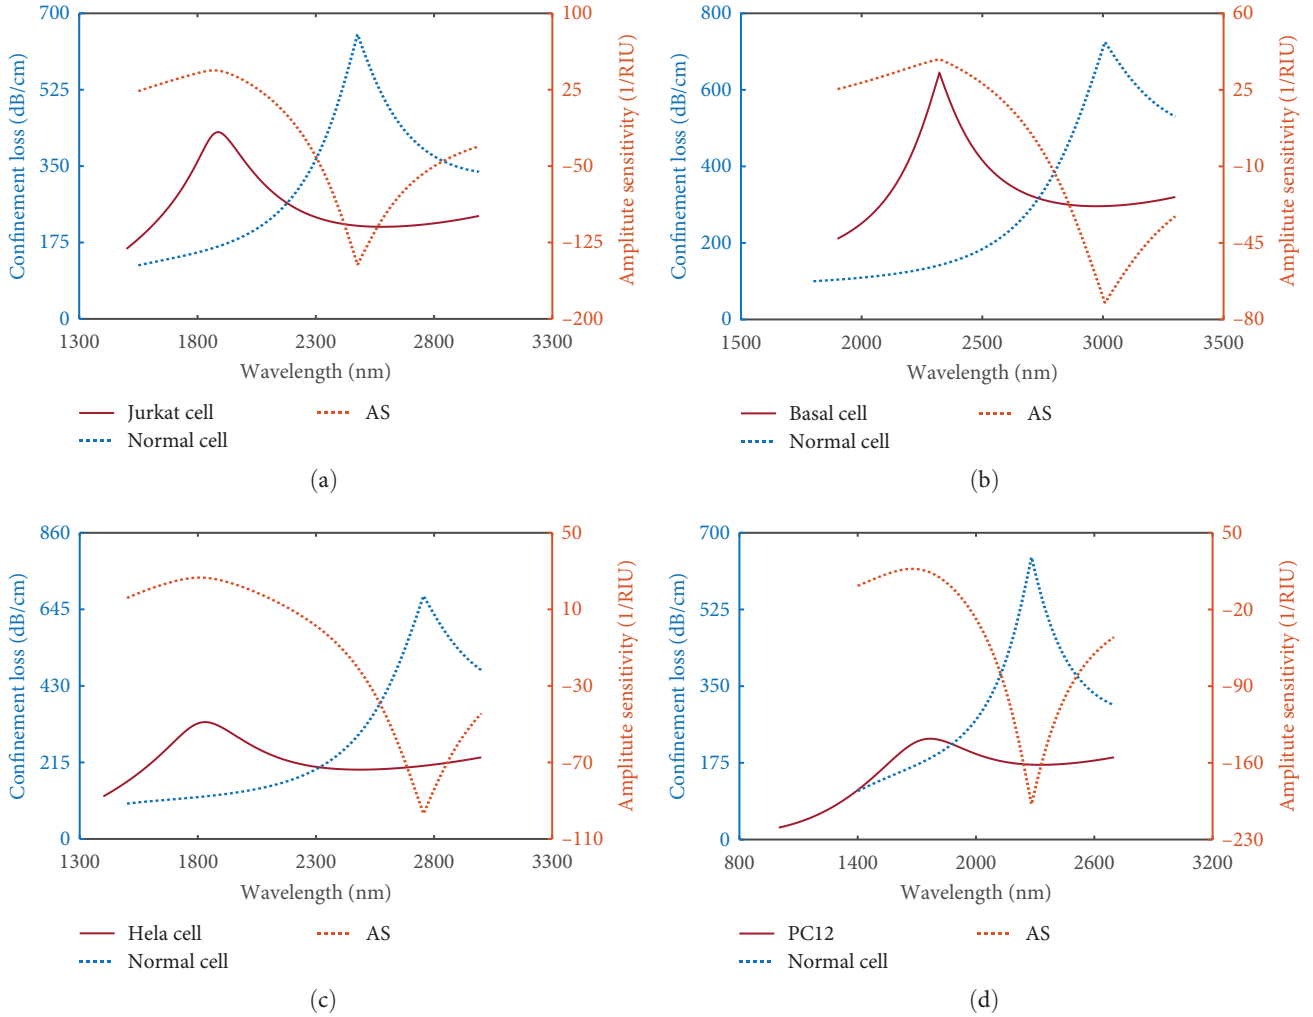 Confinement loss (dB/cm)
700
525
350
175
0
100
25
−50
−125
−200
Amplitute sensitivity (1/RIU)
1300
1800
2300
2800
3300
Wavelength (nm)
Jurkat cell
Normal cell
AS
(a)
Confinement loss (dB/cm)
800
600
400
200
0
60
25
−10
−45
−80
Amplitute sensitivity (1/RIU)
1500
2000
2500
3000
3500
Wavelength (nm)
Basal cell
Normal cell
AS
(b)
Confinement loss (dB/cm)
860
645
430
215
0
50
10
−30
−70
−110
Amplitute sensitivity (1/RIU)
1300
1800
2300
2800
3300
Wavelength (nm)
Hela cell
Normal cell
AS
(c)
Confinement loss (dB/cm)
700
525
350
175
0
50
−20
−90
−160
−230
Amplitute sensitivity (1/RIU)
800
1400
2000
2600
3200
Wavelength (nm)
PC12
Normal cell
AS
(d)